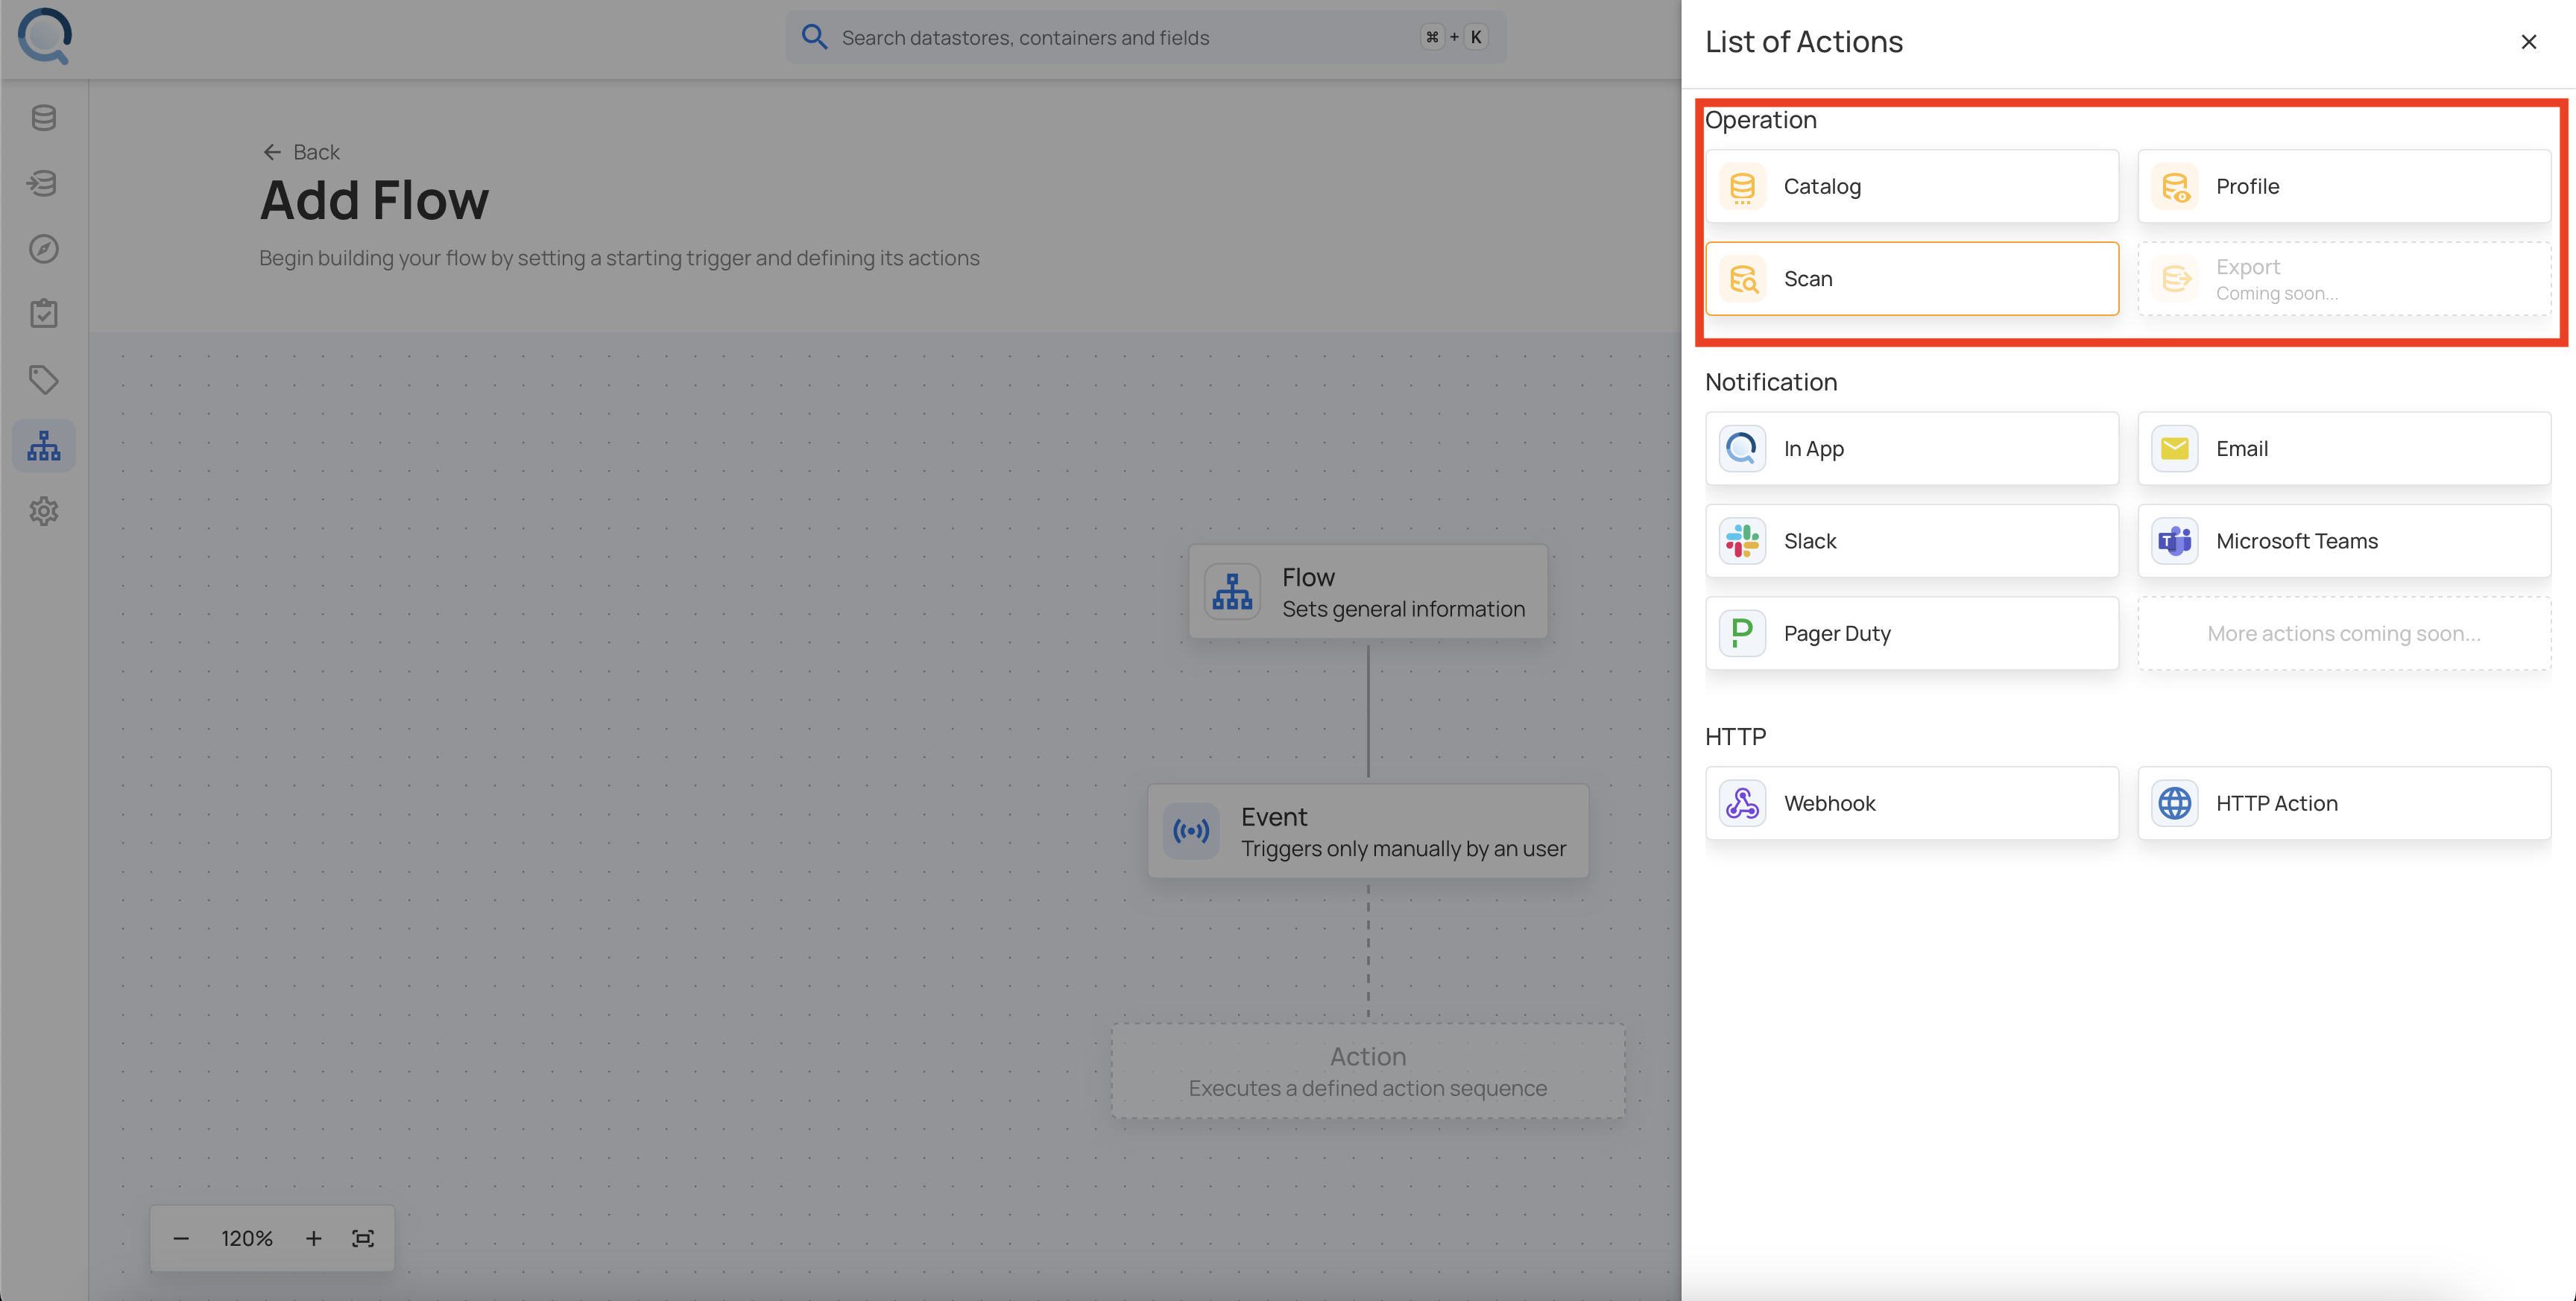 Search datastores, containers and fields
⌘ + K
Back
Add Flow
Begin building your flow by setting a starting trigger and defining its actions
Flow
Sets general information
Event
Triggers only manually by an user
Action
Executes a defined action sequence
120%
List of Actions
Operation
Catalog
Profile
Scan
Export
Coming soon...
Notification
In App
Email
Slack
Microsoft Teams
Pager Duty
More actions coming soon...
HTTP
Webhook
HTTP Action